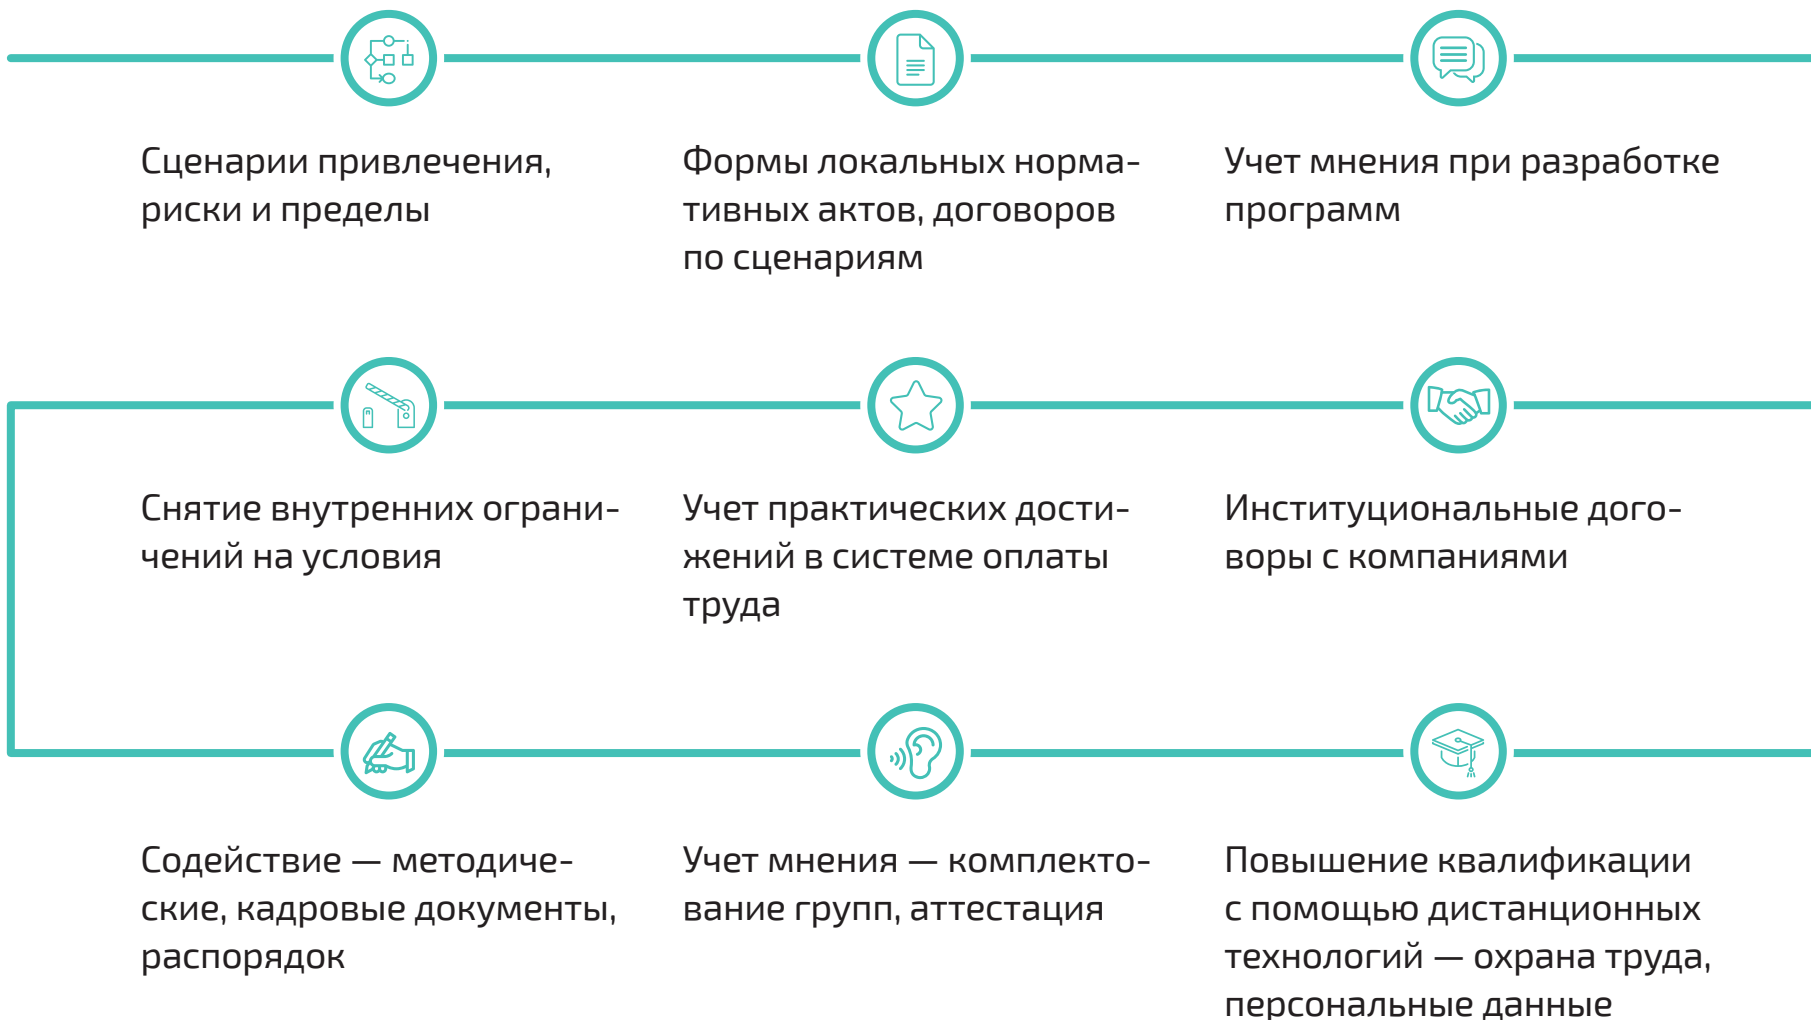 Сценарии привлечения,
риски и пределы
Формы локальных норма-
тивных актов, договоров
по сценариям
Учет мнения при разработке
программ
Снятие внутренних ограни-
чений на условия
Учет практических дости-
жений в системе оплаты
труда
Институциональные дого-
воры с компаниями
Содействие — методиче-
ские, кадровые документы,
распорядок
Учет мнения — комплекто-
вание групп, аттестация
Повышение квалификации
с помощью дистанционных
технологий — охрана труда,
персональные данные